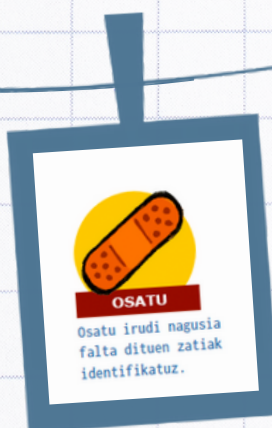 OSATU
Osatu irudi nagusia
falta dituen zatiak
identifikatuz.